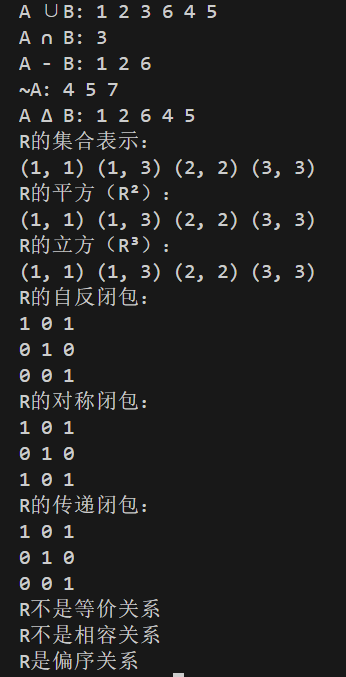 A ∪B: 1 2 3 6 4 5
A ∩ B: 3
A - B: 1 2 6
~A: 4 5 7
A Δ B: 1 2 6 4 5
R的集合表示：
(1, 1) (1, 3) (2, 2) (3, 3)
R的平方（R²）：
(1, 1) (1, 3) (2, 2) (3, 3)
R的立方（R³）：
(1, 1) (1, 3) (2, 2) (3, 3)
R的自反闭包：
1 0 1
0 1 0
0 0 1
R的对称闭包：
1 0 1
0 1 0
1 0 1
R的传递闭包：
1 0 1
0 1 0
0 0 1
R不是等价关系
R不是相容关系
R是偏序关系